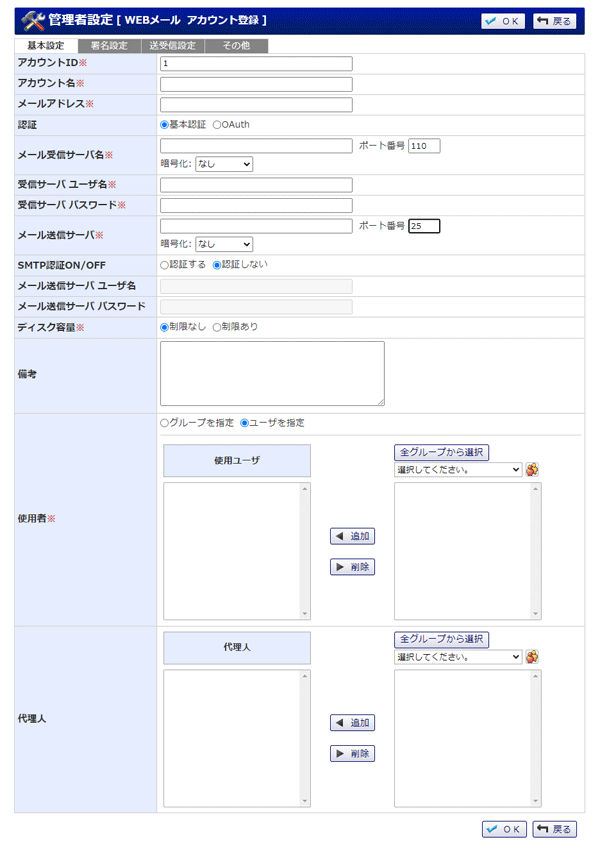 管理者設定 [ WEBメール アカウント登録 ]
OK 戻る
基本設定 署名設定 送受信設定 その他
アカウントID※ 1
アカウント名※
メールアドレス※
認証 基本認証 OAuth
メール受信サーバ名※ ポート番号 110
暗号化: なし
受信サーバ ユーザ名※
受信サーバ パスワード※
メール送信サーバ※ ポート番号 25
暗号化: なし
SMTP認証ON/OFF 認証する 認証しない
メール送信サーバ ユーザ名
メール送信サーバ パスワード
ディスク容量※ 制限なし 制限あり
備考
グループを指定 ユーザを指定
使用ユーザ 全グループから選択
選択してください。
使用者※
追加
削除
代理人 全グループから選択
選択してください。
代理人
追加
削除
OK 戻る